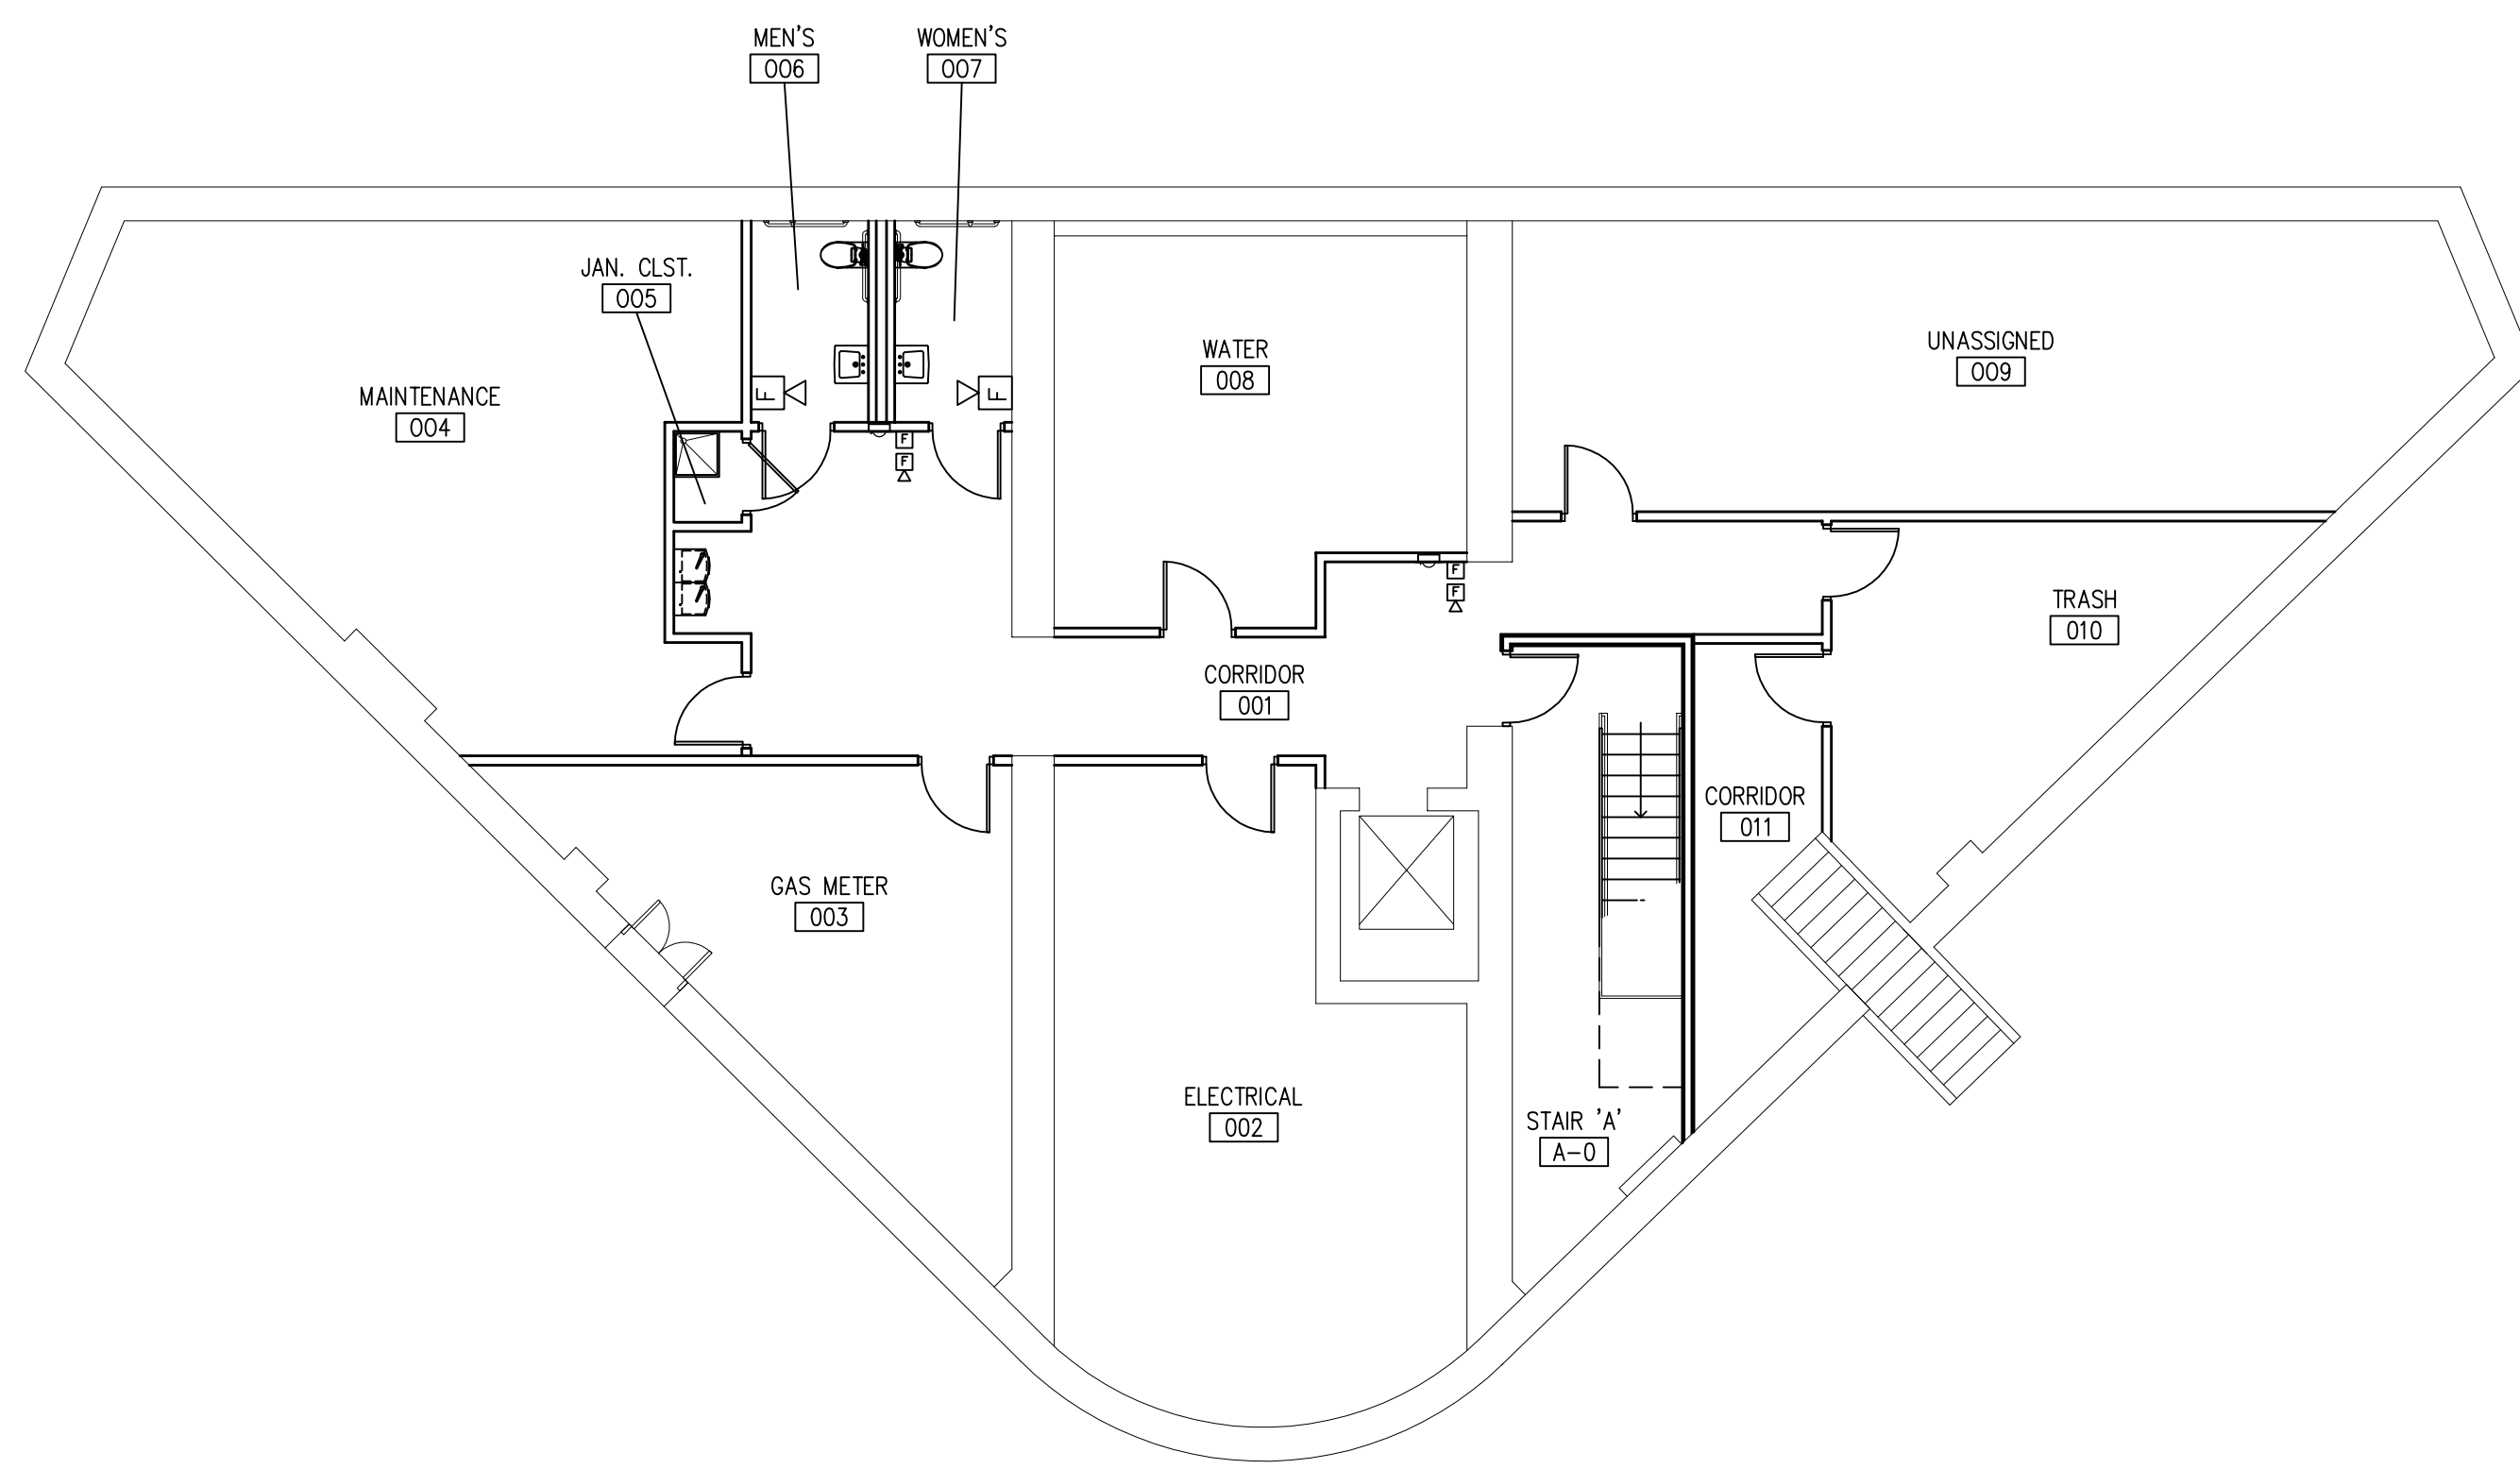 MEN'S
006
WOMEN'S
007
JAN. CLST.
005
MAINTENANCE
004
WATER
008
UNASSIGNED
009
F
F
F
F
F
F
TRASH
010
CORRIDOR
001
CORRIDOR
011
GAS METER
003
ELECTRICAL
002
STAIR 'A'
A-0